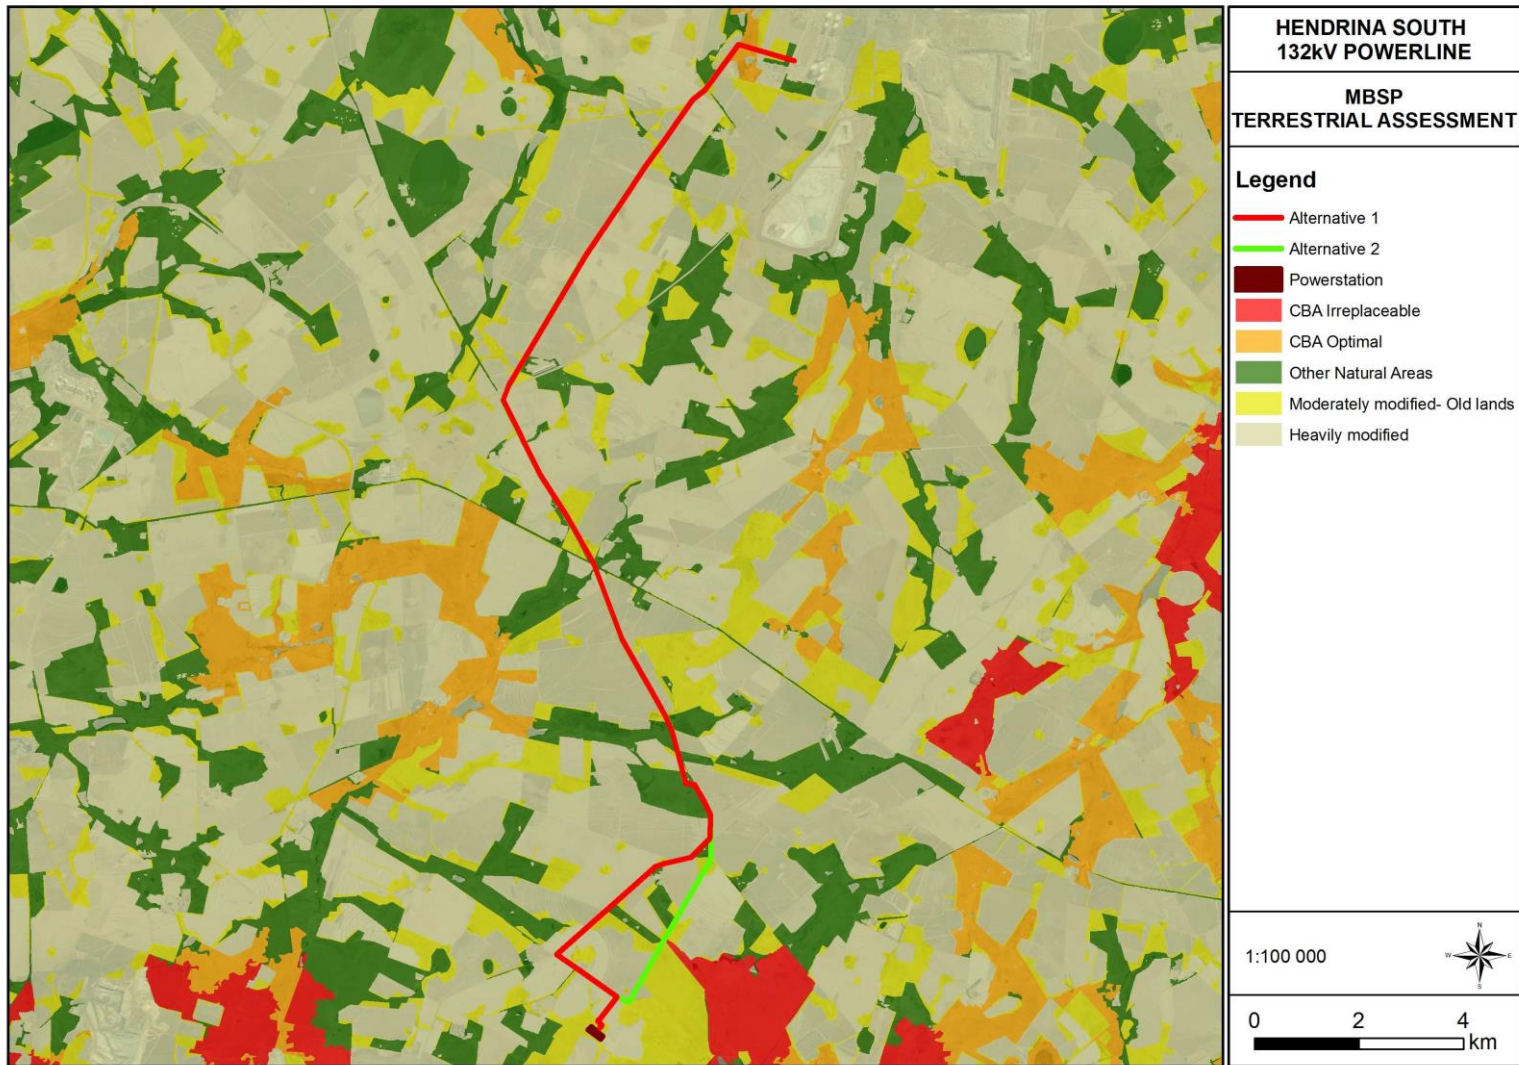 HENDRINA SOUTH
132kV POWERLINE
MBSP
TERRESTRIAL ASSESSMENT
Legend
Alternative 1
Alternative 2
Powerstation
CBA Irreplaceable
CBA Optimal
Other Natural Areas
Moderately modified- Old lands
Heavily modified
1:100 000
N
W
E
S
0 2 4
km